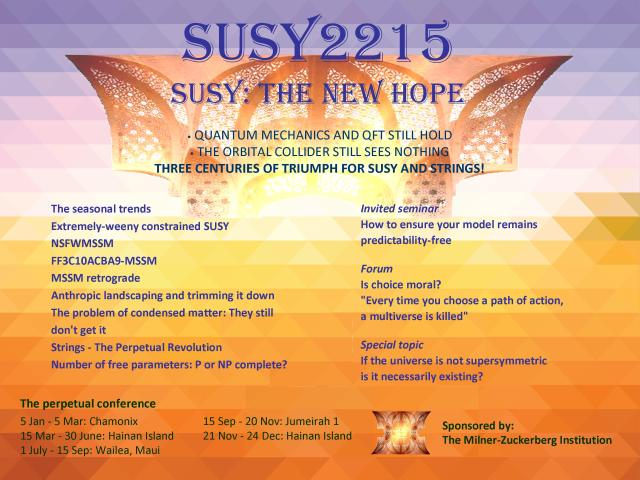 SUSY2215
SUSY: THE NEW HOPE
• QUANTUM MECHANICS AND QFT STILL HOLD
• THE ORBITAL COLLIDER STILL SEES NOTHING
THREE CENTURIES OF TRIUMPH FOR SUSY AND STRINGS!
The seasonal trends
Extremely-weeny constrained SUSY
NSFWMSSM
FF3C10ACBA9-MSSM
MSSM retrograde
Anthropic landscaping and trimming it down
The problem of condensed matter: They still
don't get it
Strings - The Perpetual Revolution
Number of free parameters: P or NP complete?
Invited seminar
How to ensure your model remains
predictability-free
Forum
Is choice moral?
"Every time you choose a path of action,
a multiverse is killed"
Special topic
If the universe is not supersymmetric
is it necessarily existing?
The perpetual conference
5 Jan - 5 Mar: Chamonix
15 Mar - 30 June: Hainan Island
1 July - 15 Sep: Wailea, Maui
15 Sep - 20 Nov: Jumeirah 1
21 Nov - 24 Dec: Hainan Island
Sponsored by:
The Milner-Zuckerberg Institution